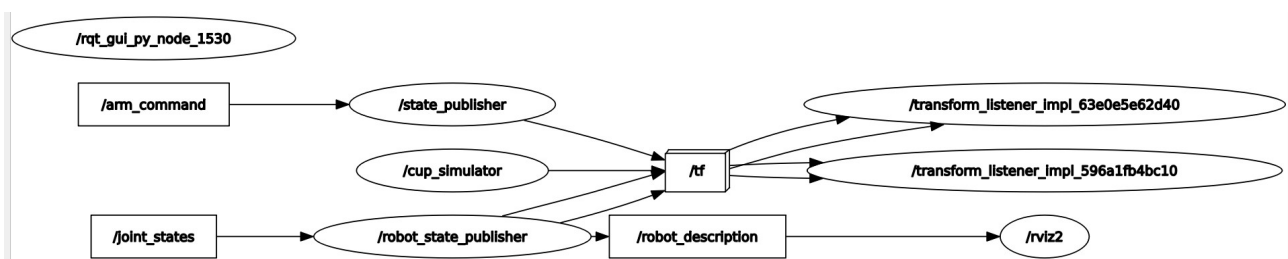 /rqt_gui_py_node_1530
/arm_command
/state_publisher
/transform_listener_impl_63e0e5e62d40
/cup_simulator
/tf
/transform_listener_impl_596a1fb4bc10
/joint_states
/robot_state_publisher
/robot_description
/rviz2